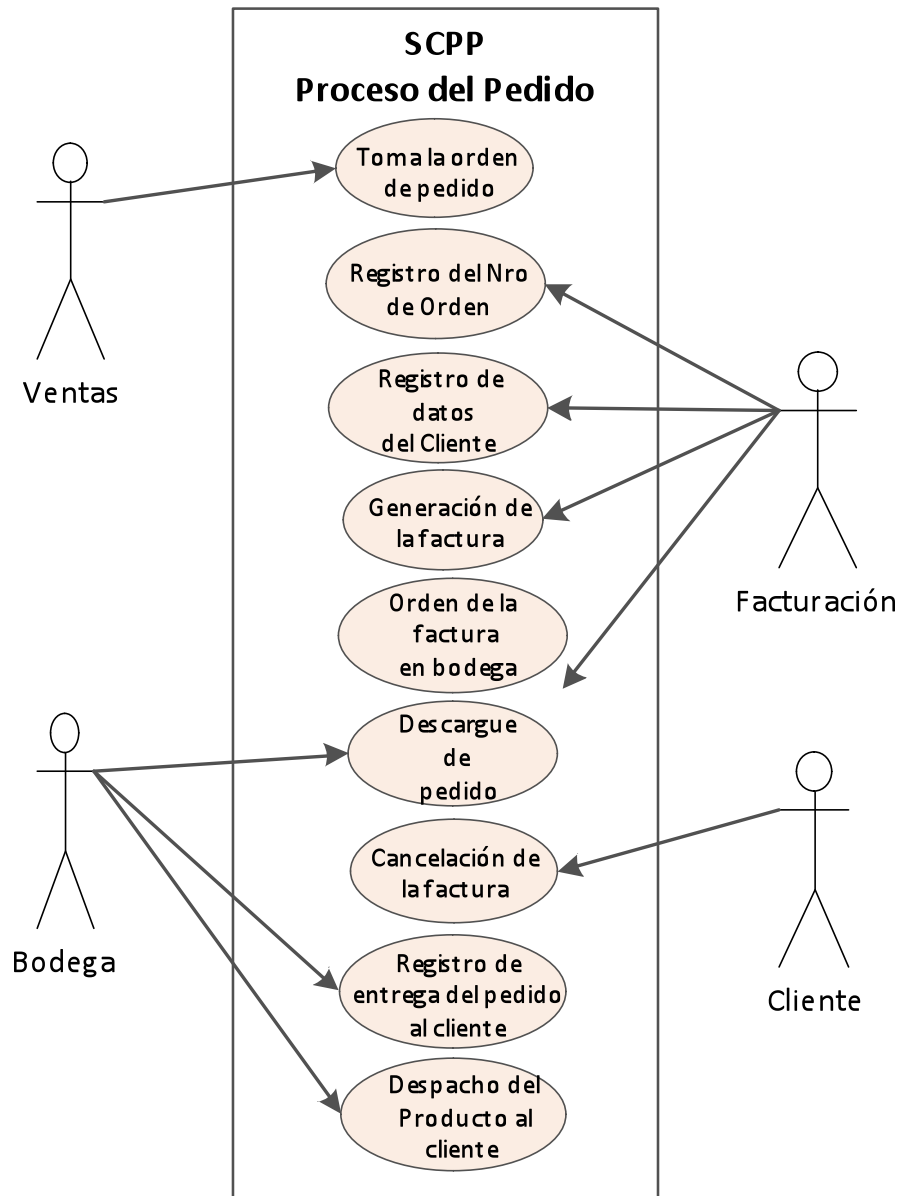 SCPP
Proceso del Pedido
Toma la orden
de pedido
Registro del Nro
de Orden
Ventas
Registro de
datos
del Cliente
Generación de
la factura
Facturación
Orden de la
factura
en bodega
Descargue
de
pedido
Cancelación de
la factura
Bodega
Registro de
entrega del pedido
al cliente
Cliente
Despacho del
Producto al
cliente